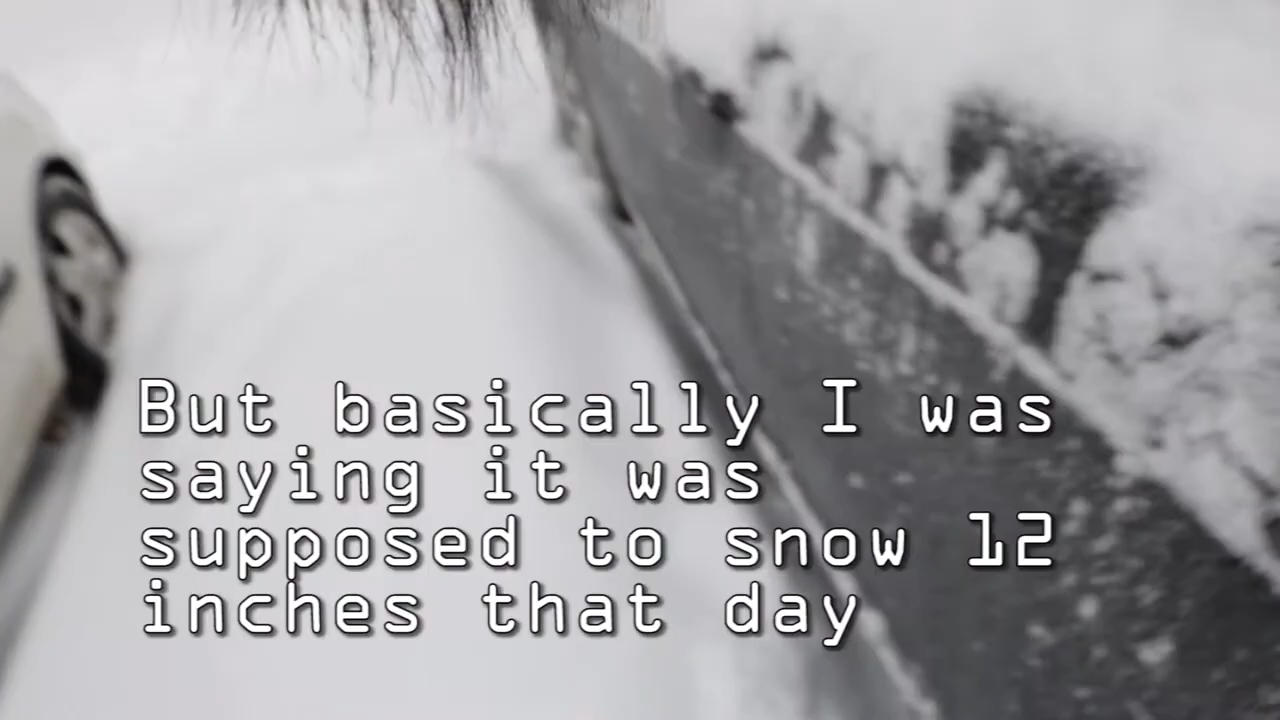 But basically I was
saying it was
supposed to snow 12
inches that day